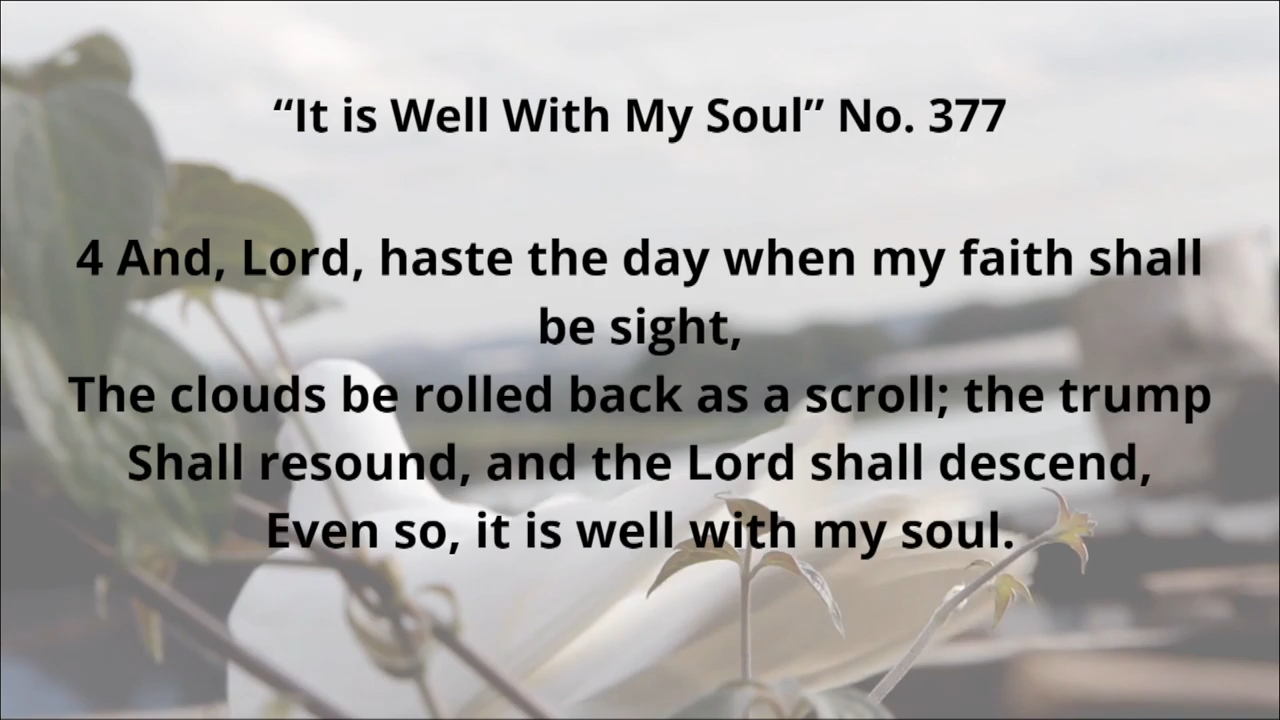 “It is Well With My Soul” No. 377
4 And, Lord, haste the day when my faith shall
be sight,
The clouds be rolled back as a scroll; the trump
Shall resound, and the Lord shall descend,
Even so, it is well with my soul.